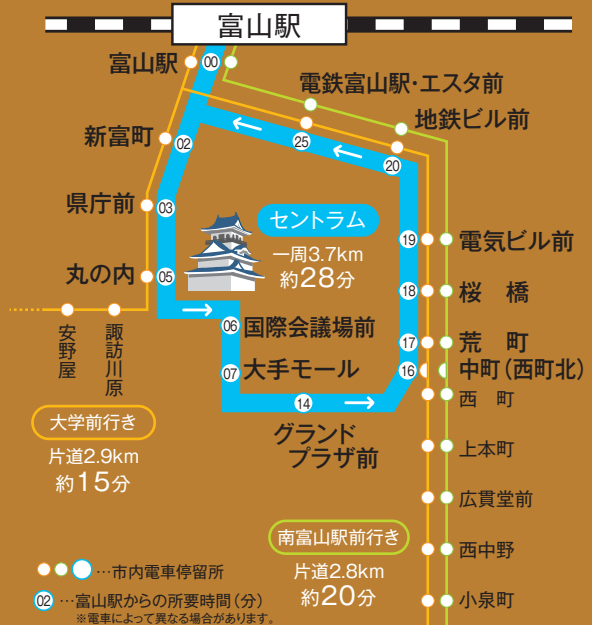 富山駅
富山駅
00
電鉄富山駅･エスタ前
地鉄ビル前
新富町
02
25
20
県庁前
03
セントラム
一周3.7km
約28分
19
電気ビル前
丸の内
05
18
桜 橋
安野屋
諏訪川原
06
国際会議場前
17
荒 町
07
大手モール
16
中町(西町北)
西 町
14
グランド
プラザ前
大学前行き
片道2.9km
約15分
上本町
広貫堂前
南富山駅前行き
片道2.8km
約20分
西中野
小泉町
…市内電車停留所
02
…富山駅からの所要時間(分)
※電車によって異なる場合があります。